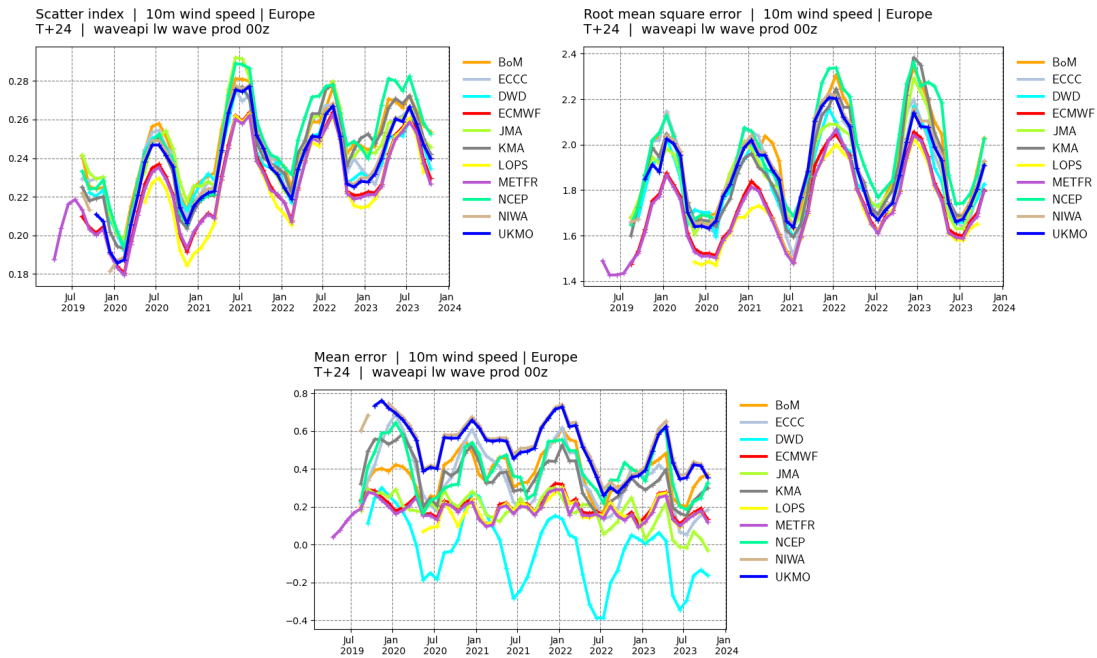 Scatter index | 10m wind speed | Europe
T+24 | waveapi lw wave prod 00z
0.28
0.26
0.24
0.22
0.20
0.18
Jul 2019
Jan 2020
Jul 2020
Jan 2021
Jul 2021
Jan 2022
Jul 2022
Jan 2023
Jul 2023
Jan 2024
BoM
ECCC
DWD
ECMWF
JMA
KMA
LOPS
METFR
NCEP
NIWA
UKMO
Root mean square error | 10m wind speed | Europe
T+24 | waveapi lw wave prod 00z
2.4
2.2
2.0
1.8
1.6
1.4
Jul 2019
Jan 2020
Jul 2020
Jan 2021
Jul 2021
Jan 2022
Jul 2022
Jan 2023
Jul 2023
Jan 2024
BoM
ECCC
DWD
ECMWF
JMA
KMA
LOPS
METFR
NCEP
NIWA
UKMO
Mean error | 10m wind speed | Europe
T+24 | waveapi lw wave prod 00z
0.8
0.6
0.4
0.2
0.0
−0.2
−0.4
Jul 2019
Jan 2020
Jul 2020
Jan 2021
Jul 2021
Jan 2022
Jul 2022
Jan 2023
Jul 2023
Jan 2024
BoM
ECCC
DWD
ECMWF
JMA
KMA
LOPS
METFR
NCEP
NIWA
UKMO